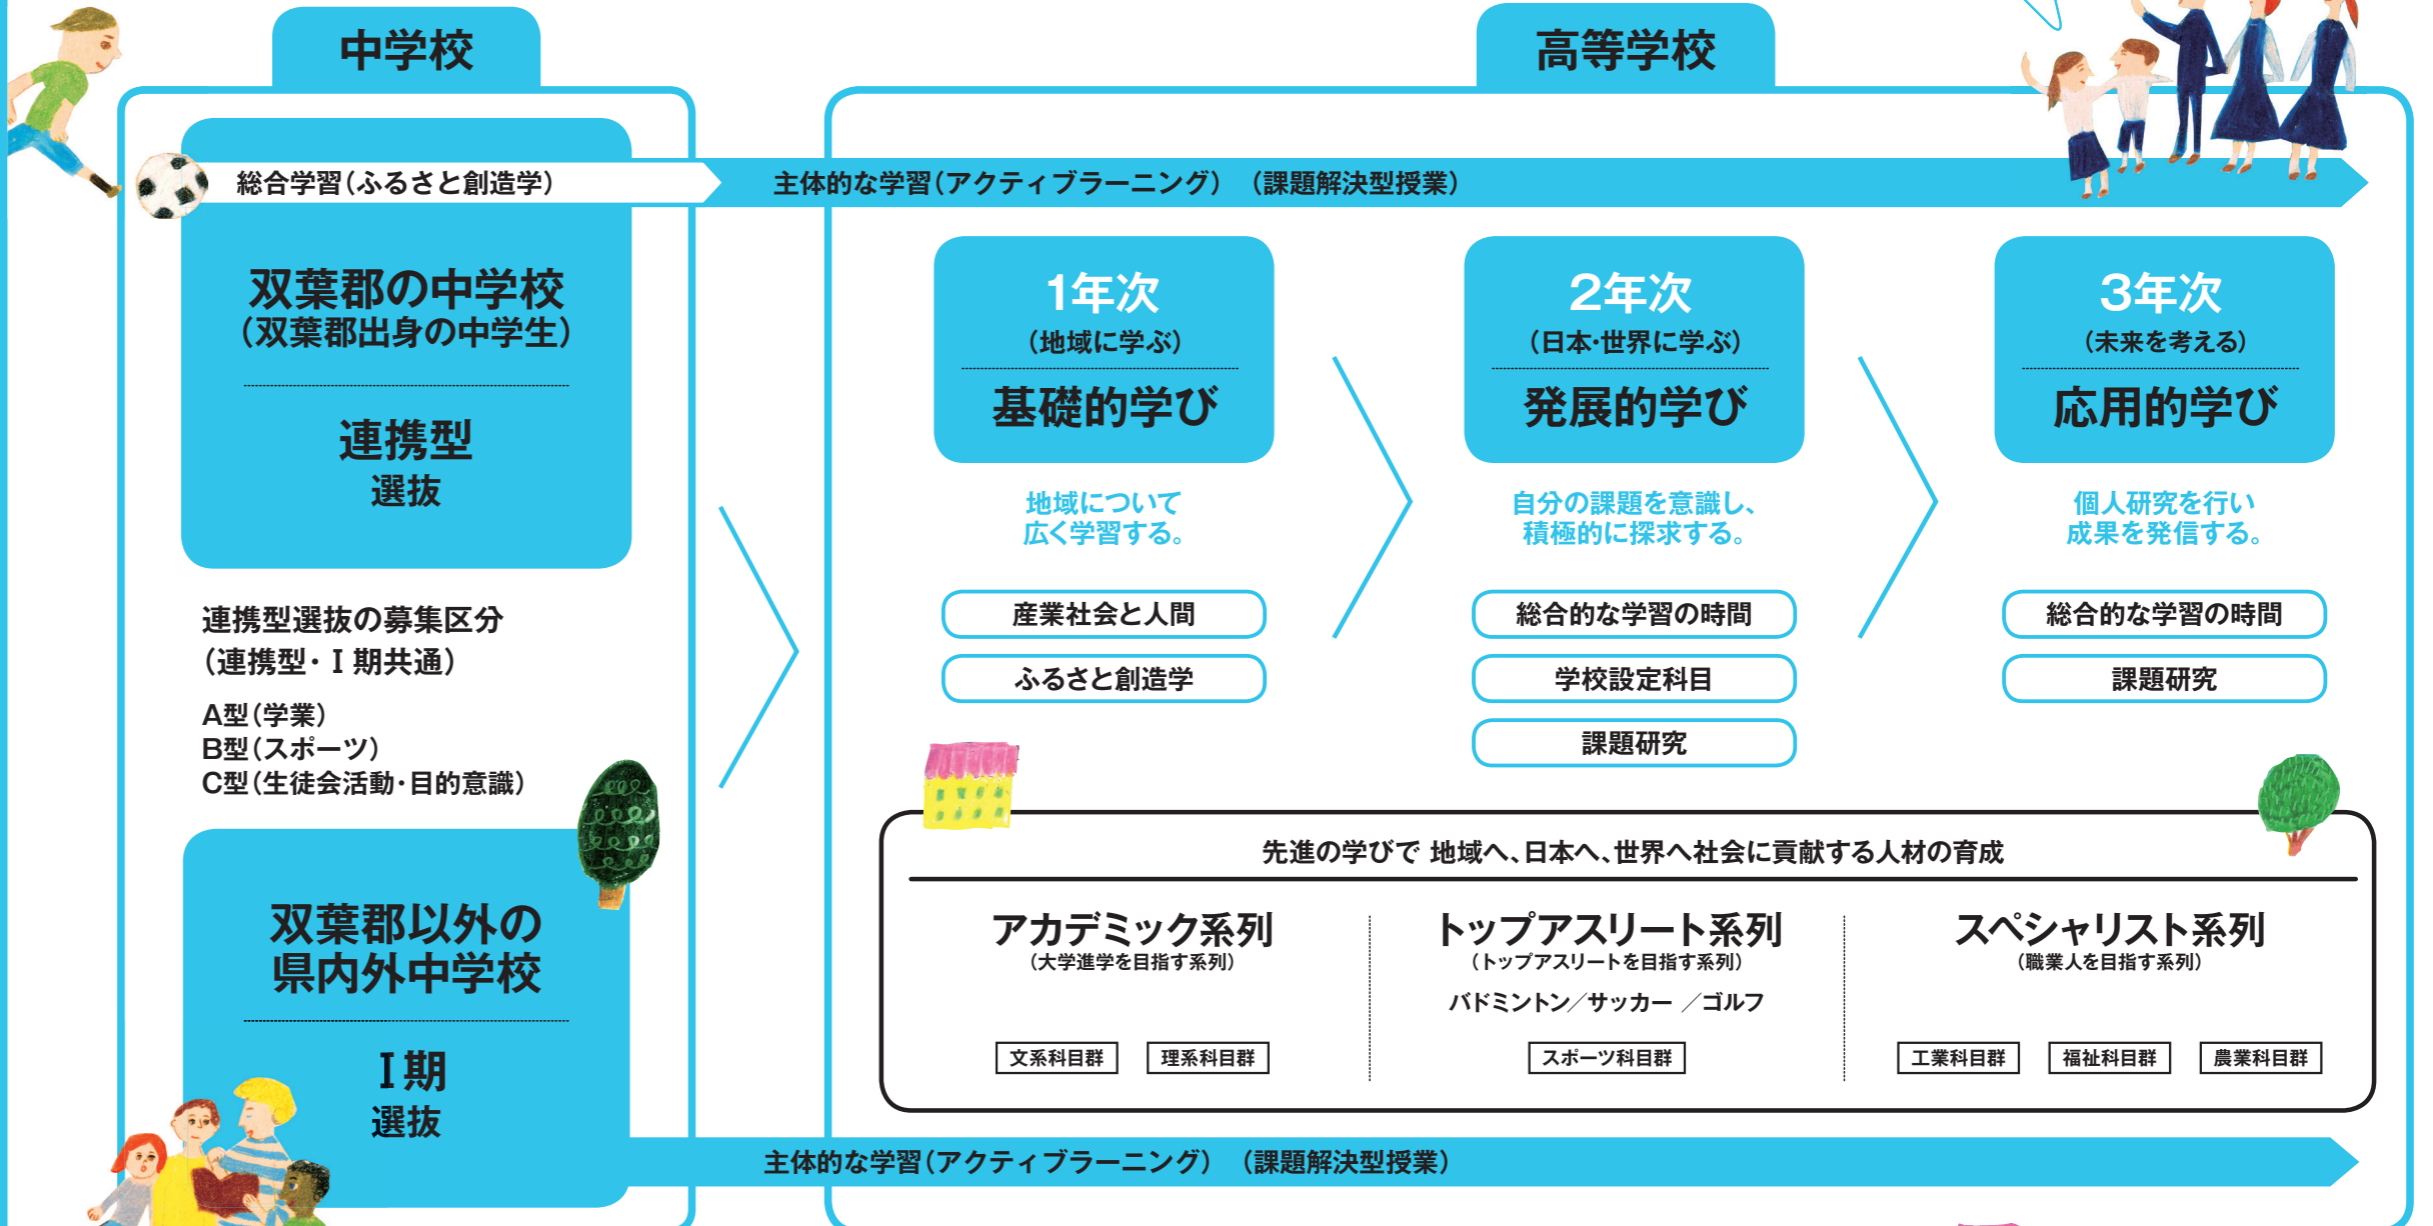 中学校
総合学習（ふるさと創造学）
双葉郡の中学校
（双葉郡出身の中学生）
連携型
選抜
連携型選抜の募集区分
（連携型・Ⅰ期共通）
A型（学業）
B型（スポーツ）
C型（生徒会活動・目的意識）
双葉郡以外の
県内外中学校
Ⅰ期
選抜
高等学校
主体的な学習（アクティブラーニング）（課題解決型授業）
1年次
（地域に学ぶ）
基礎的学び
地域について
広く学習する。
産業社会と人間
ふるさと創造学
2年次
（日本・世界に学ぶ）
発展的学び
自分の課題を意識し、
積極的に探求する。
総合的な学習の時間
学校設定科目
課題研究
3年次
（未来を考える）
応用的学び
個人研究を行い
成果を発信する。
総合的な学習の時間
課題研究
先進の学びで 地域へ、日本へ、世界へ社会に貢献する人材の育成
アカデミック系列
（大学進学を目指す系列）
文系科目群 理系科目群
トップアスリート系列
（トップアスリートを目指す系列）
バドミントン／サッカー ／ゴルフ
スポーツ科目群
スペシャリスト系列
（職業人を目指す系列）
工業科目群 福祉科目群 農業科目群
主体的な学習（アクティブラーニング）（課題解決型授業）